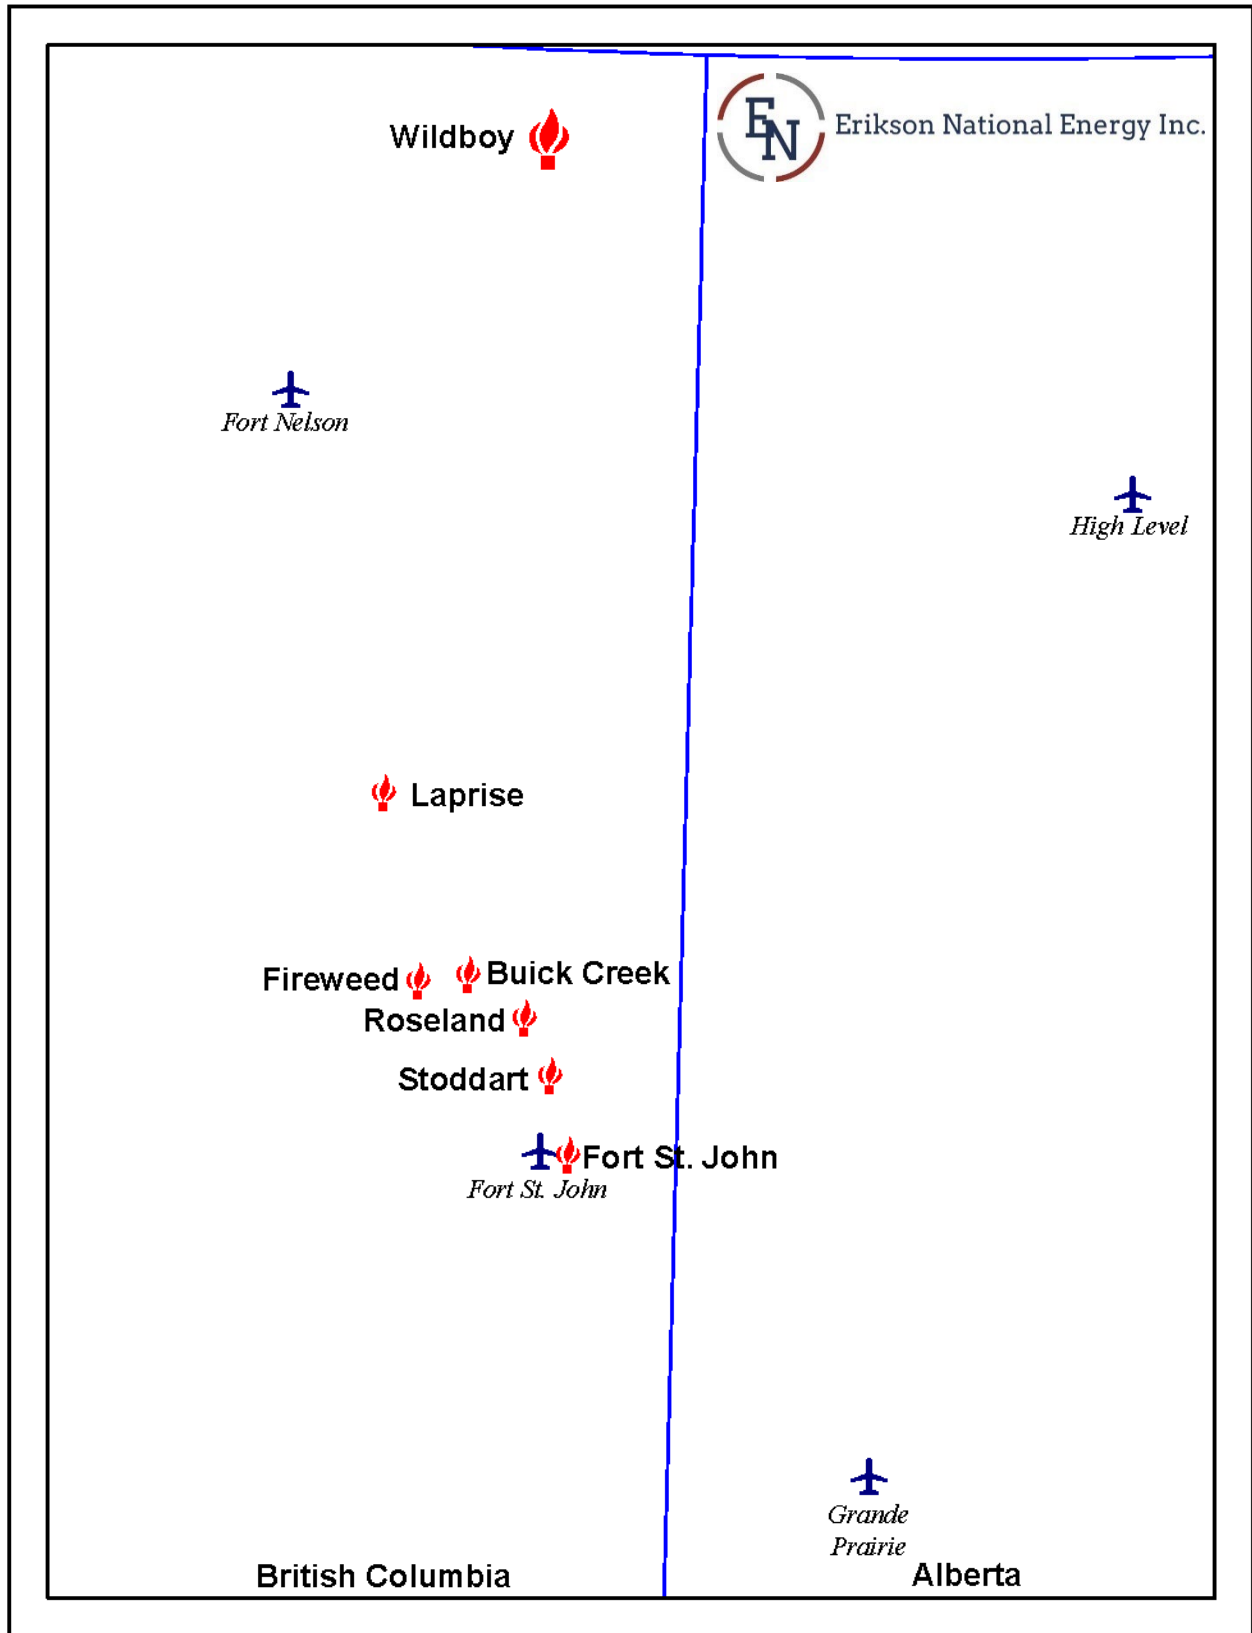 Wildboy
EN
Erikson National Energy Inc.
Fort Nelson
High Level
Laprise
Fireweed
Buick Creek
Roseland
Stoddart
Fort St. John
Fort St. John
Grande
Prairie
British Columbia
Alberta